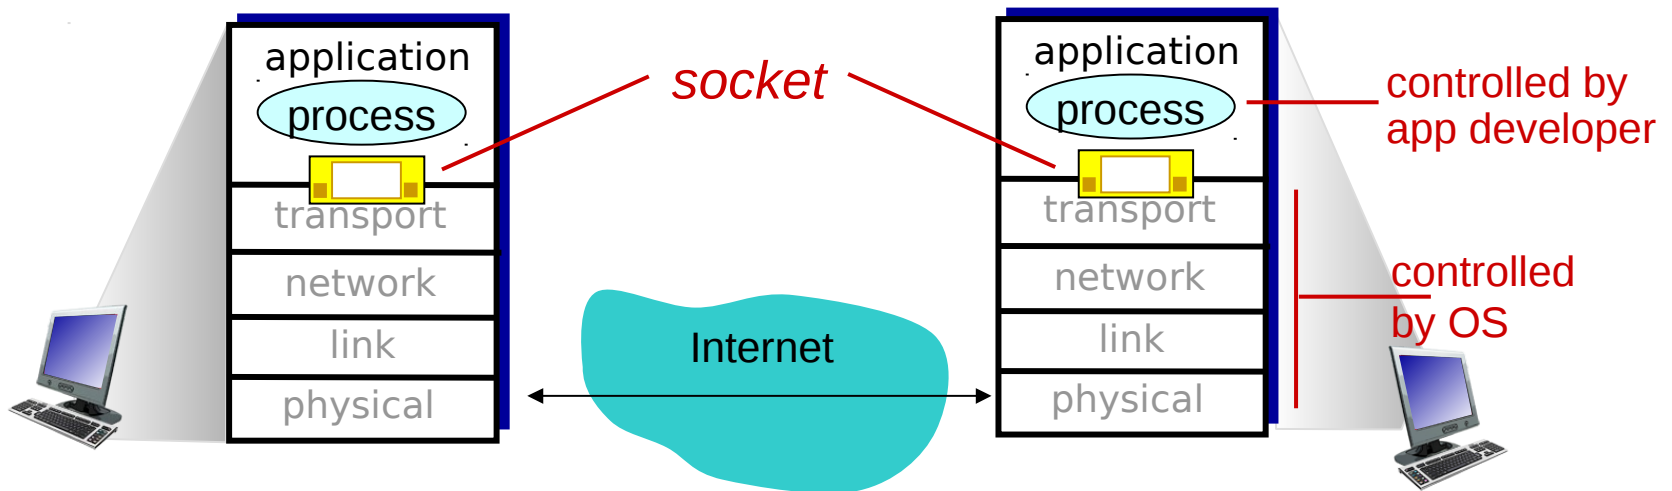 application
process
transport
network
link
physical
socket
Internet
application
process
transport
network
link
physical
controlled by
app developer
controlled
by OS